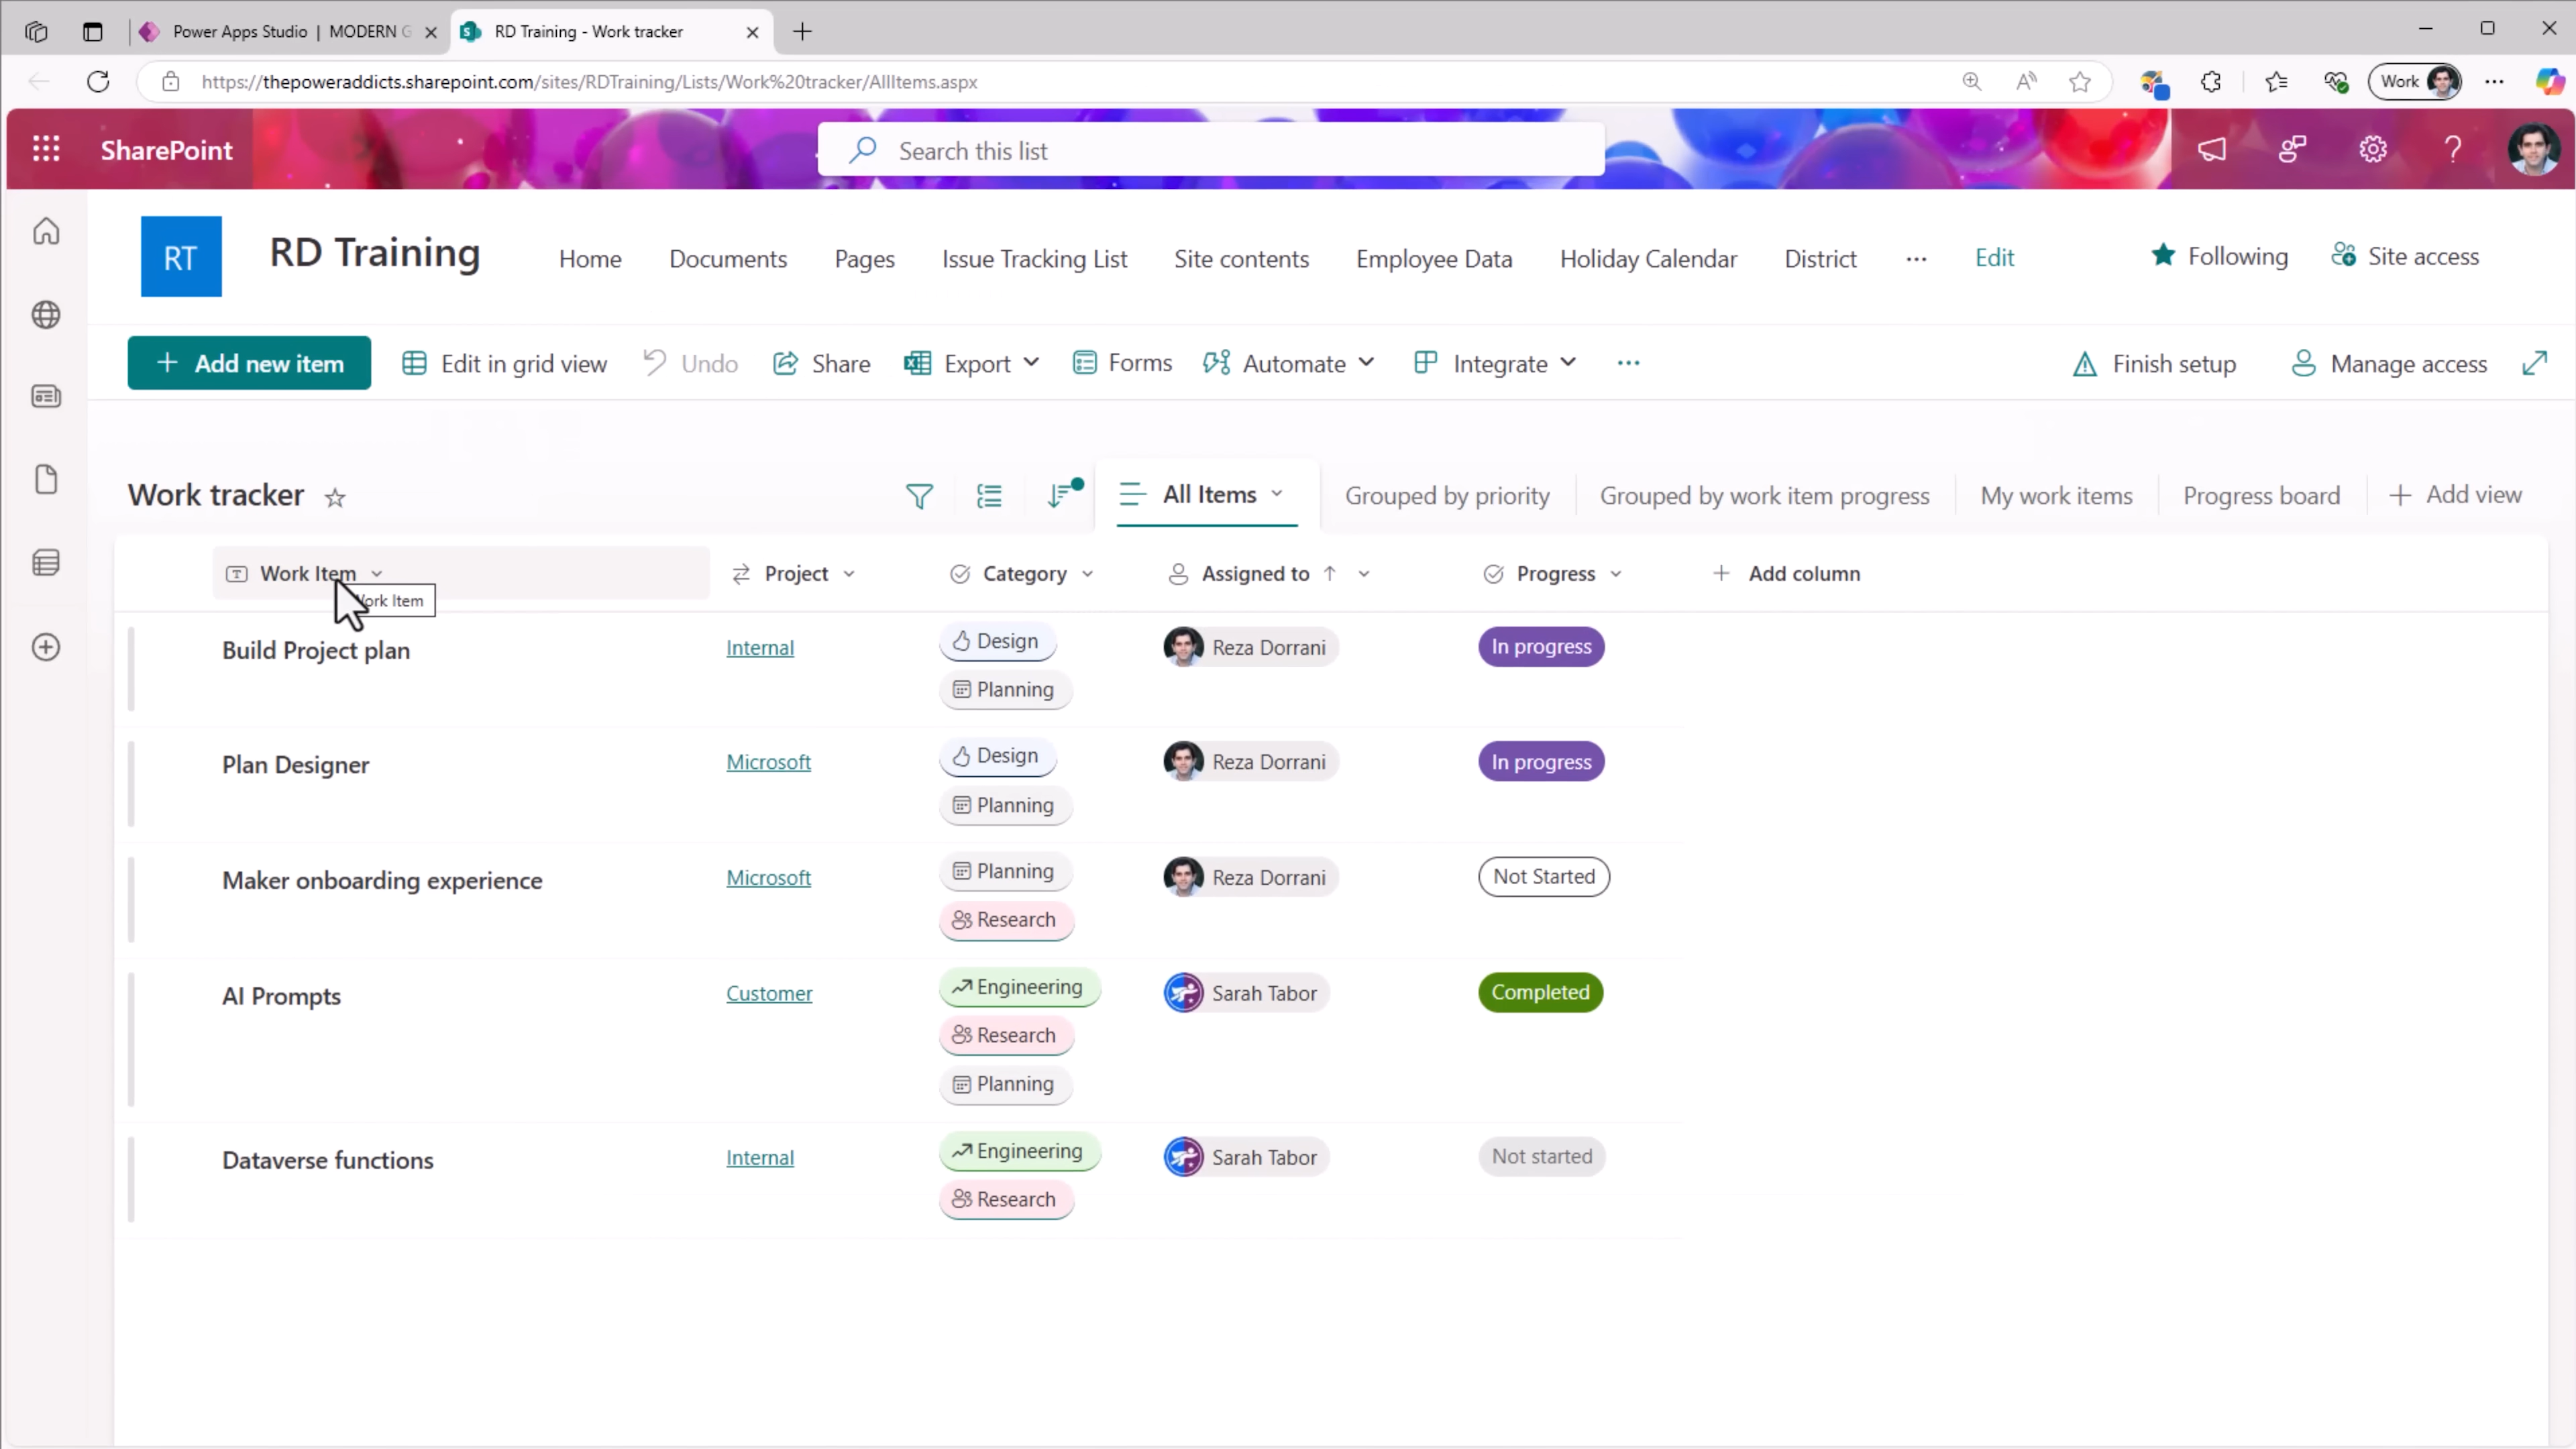 Power Apps Studio | MODERN G
RD Training - Work tracker
https://thepoweraddicts.sharepoint.com/sites/RDTraining/Lists/Work%20tracker/AllItems.aspx
Work
SharePoint
Search this list
RT
RD Training
Home
Documents
Pages
Issue Tracking List
Site contents
Employee Data
Holiday Calendar
District
Edit
Following
Site access
Add new item
Edit in grid view
Undo
Share
Export
Forms
Automate
Integrate
Finish setup
Manage access
Work tracker
All Items
Grouped by priority
Grouped by work item progress
My work items
Progress board
Add view
Work Item
Project
Category
Assigned to
Progress
Add column
Work Item
Build Project plan
Internal
Design
Planning
Reza Dorrani
In progress
Plan Designer
Microsoft
Design
Planning
Reza Dorrani
In progress
Maker onboarding experience
Microsoft
Planning
Research
Reza Dorrani
Not Started
AI Prompts
Customer
Engineering
Research
Planning
Sarah Tabor
Completed
Dataverse functions
Internal
Engineering
Research
Sarah Tabor
Not started